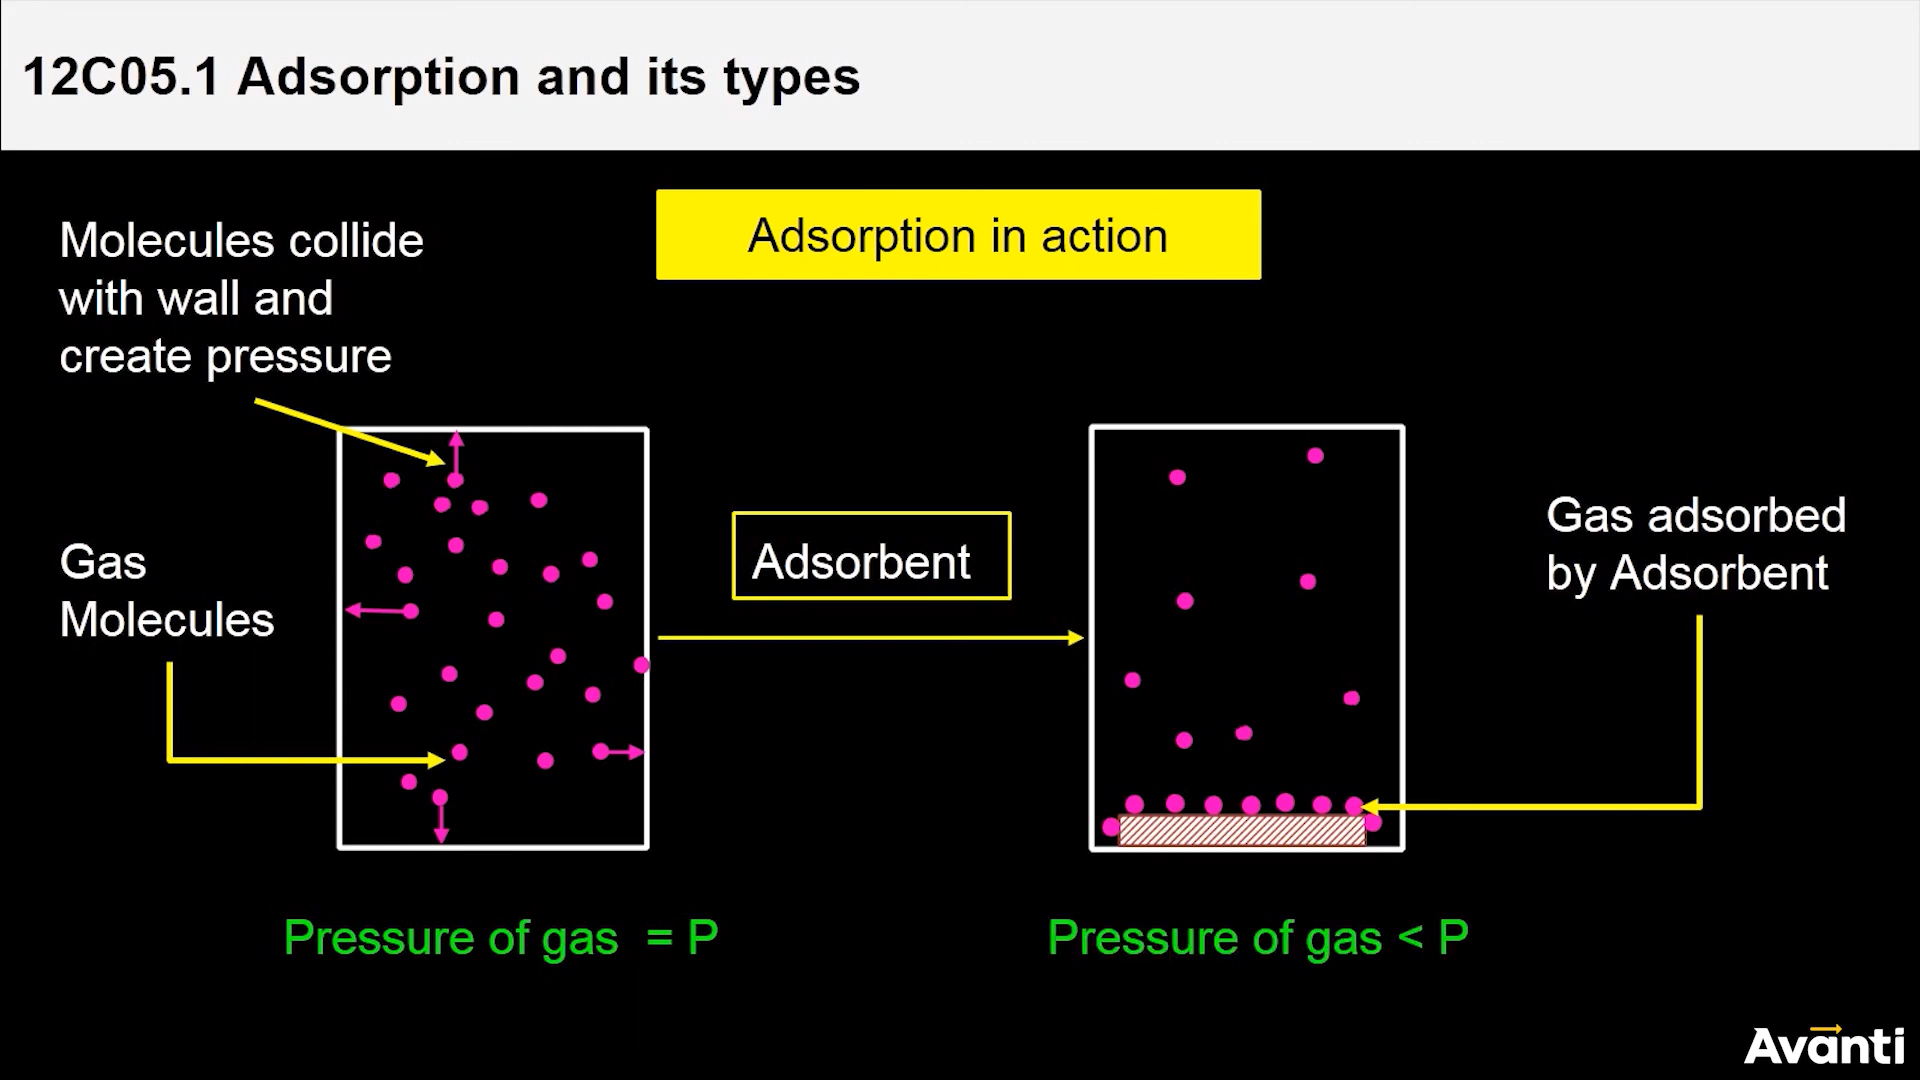 12C05.1 Adsorption and its types
Adsorption in action
Molecules collide
with wall and
create pressure
Gas
Molecules
Adsorbent
Gas adsorbed
by Adsorbent
Pressure of gas = P
Pressure of gas < P
Avanti